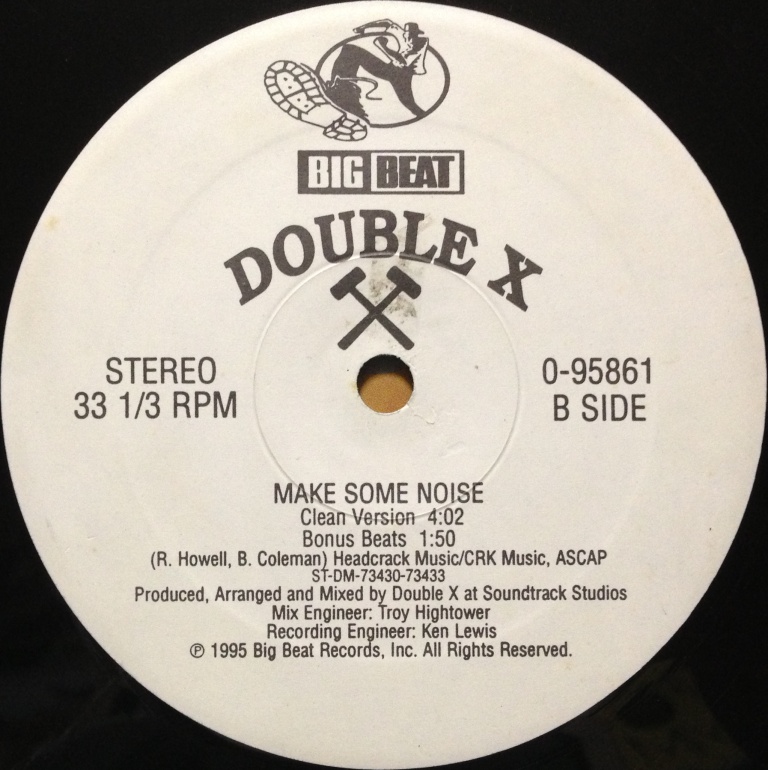 BIG BEAT
DOUBLE X
STEREO
33 1/3 RPM
0-95861
B SIDE
MAKE SOME NOISE
Clean Version 4:02
Bonus Beats 1:50
(R. Howell, B. Coleman) Headcrack Music/CRK Music, ASCAP
ST-DM-73430-73433
Produced, Arranged and Mixed by Double X at Soundtrack Studios
Mix Engineer: Troy Hightower
Recording Engineer: Ken Lewis
℗ 1995 Big Beat Records, Inc. All Rights Reserved.